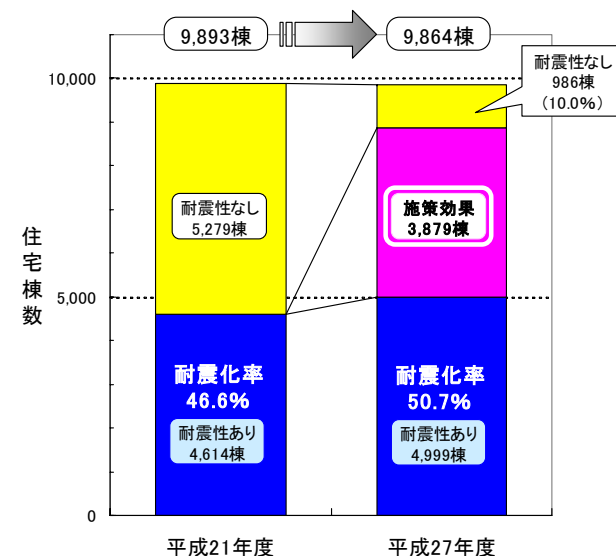 9,893棟
9,864棟
耐震性なし
986棟
（10.0%）
10,000
耐震性なし
5,279棟
施策効果
3,879棟
住宅棟数
5,000
耐震化率
46.6%
耐震性あり
4,614棟
耐震化率
50.7%
耐震性あり
4,999棟
0
平成21年度
平成27年度